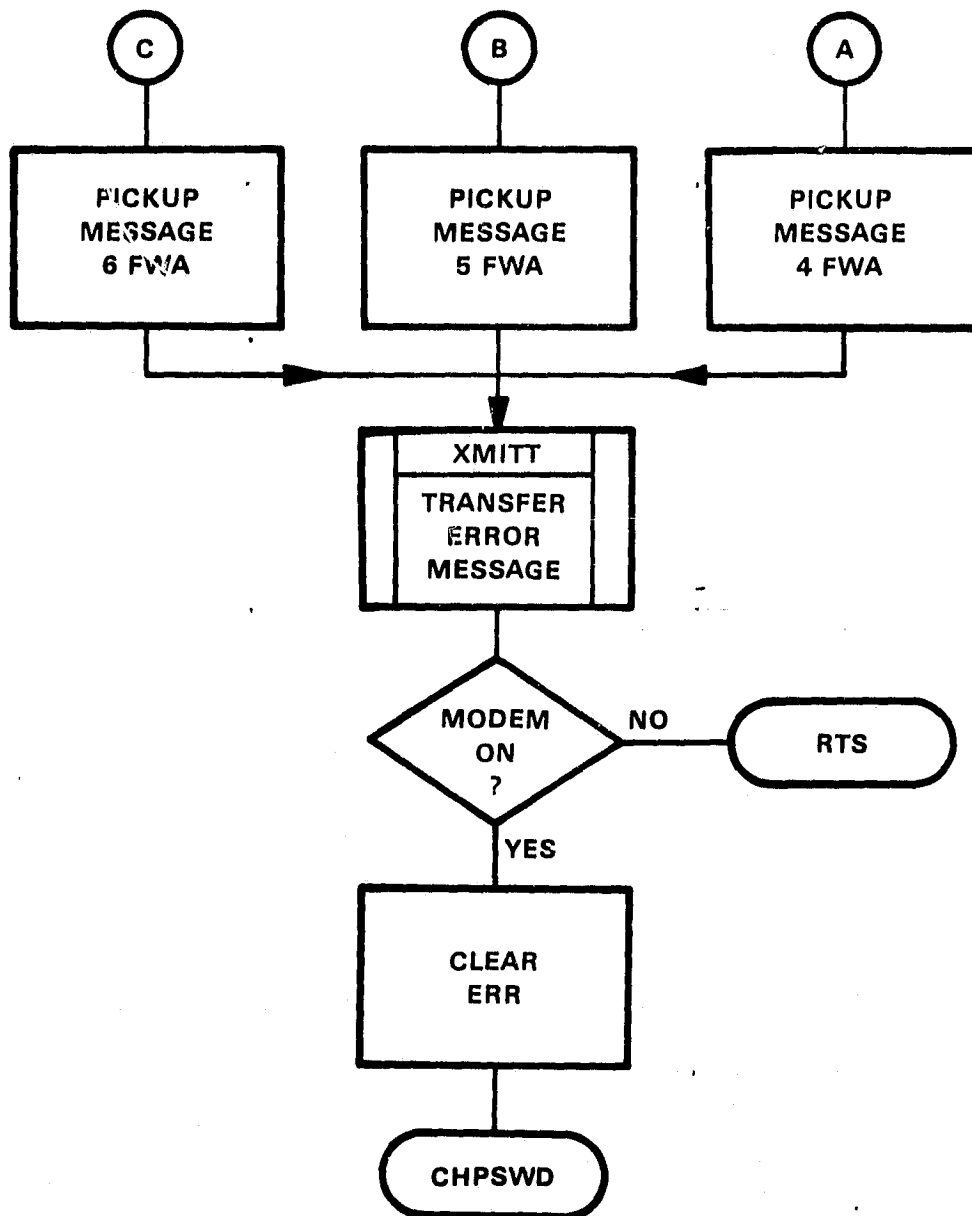 C
B
A
PICKUP
MESSAGE
6 FWA
PICKUP
MESSAGE
5 FWA
PICKUP
MESSAGE
4 FWA
XMITT
TRANSFER
ERROR
MESSAGE
MODEM
ON
?
NO
RTS
YES
CLEAR
ERR
CHPSWD